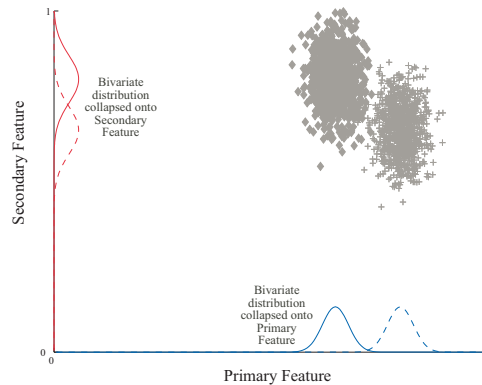 1
Bivariate
distribution
collapsed onto
Secondary
Feature
Secondary Feature
Bivariate
distribution
collapsed onto
Primary
Feature
0
0
Primary Feature